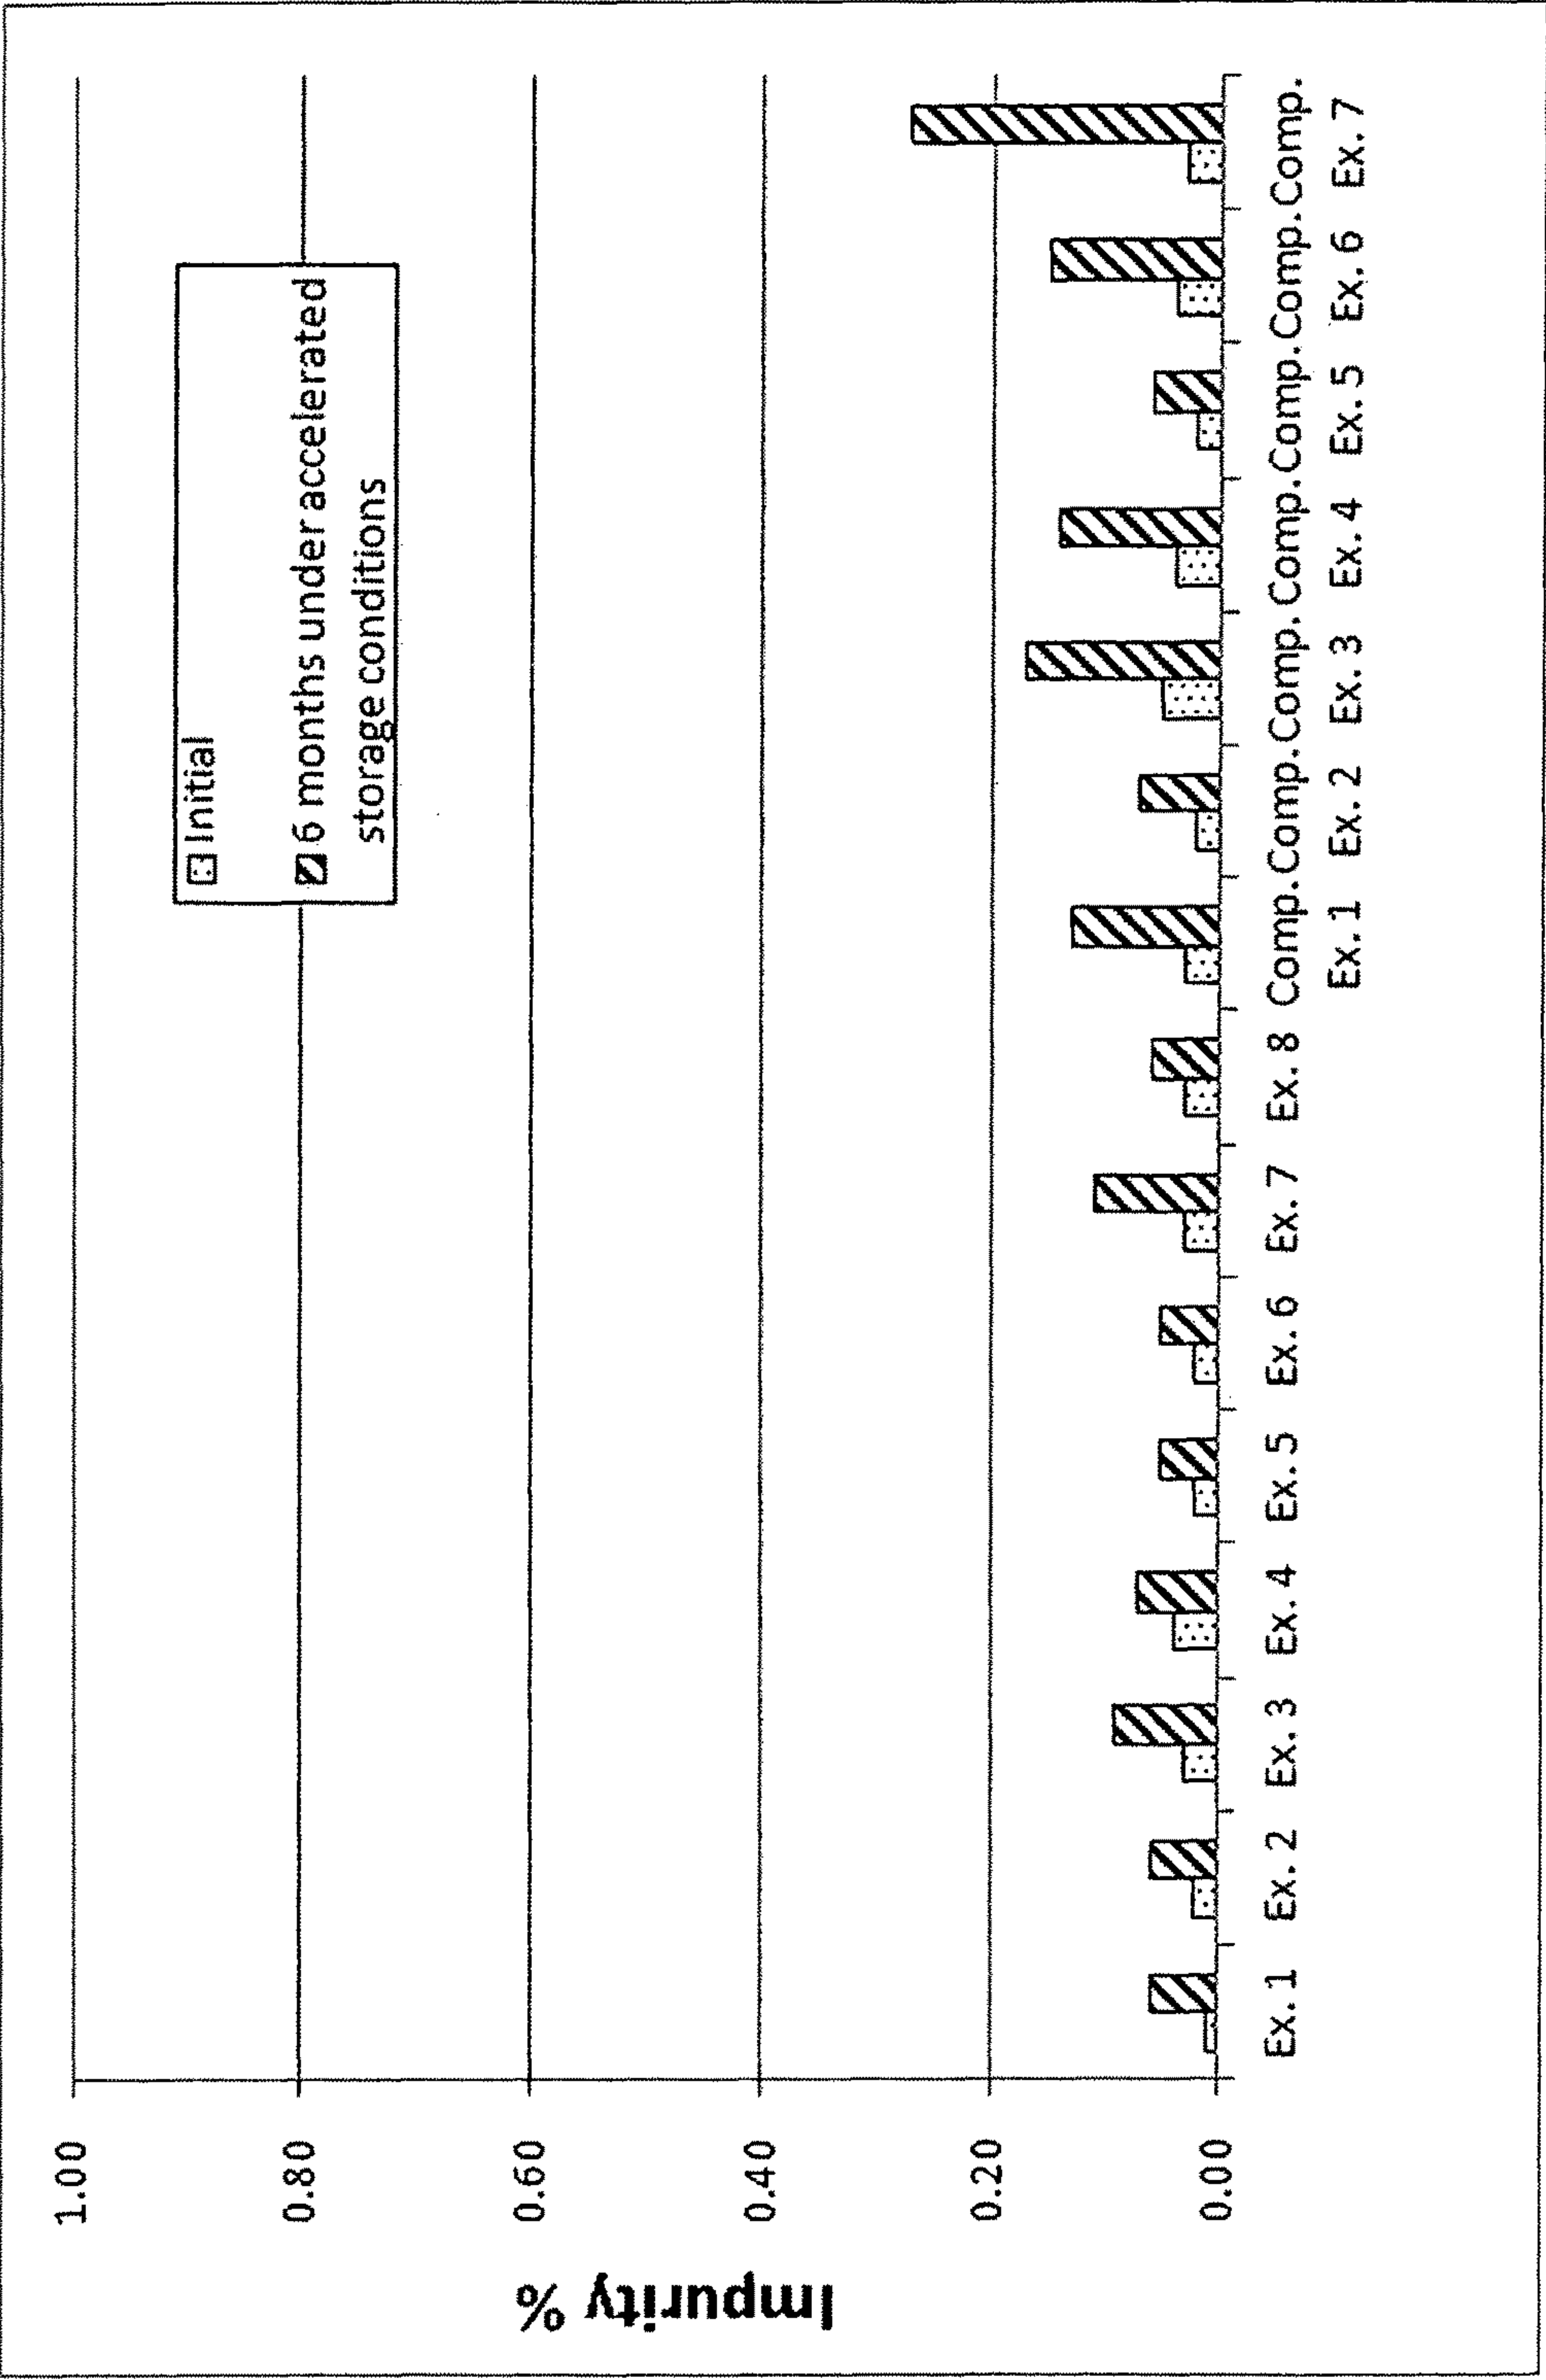 Impurity %
1.00
0.80
0.60
0.40
0.20
0.00
Initial
6 months under accelerated
storage conditions
Ex. 1 Ex. 2 Ex. 3 Ex. 4 Ex. 5 Ex. 6 Ex. 7 Ex. 8 Comp. Comp. Comp. Comp. Comp. Comp. Comp.
Ex. 1 Ex. 2 Ex. 3 Ex. 4 Ex. 5 Ex. 6 Ex. 7